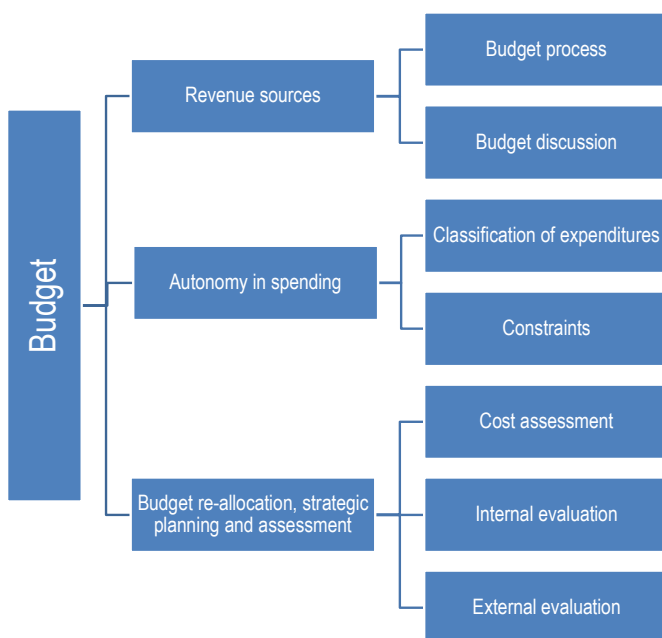 Budget
Revenue sources
Budget process
Budget discussion
Autonomy in spending
Classification of expenditures
Constraints
Budget re-allocation, strategic
planning and assessment
Cost assessment
Internal evaluation
External evaluation